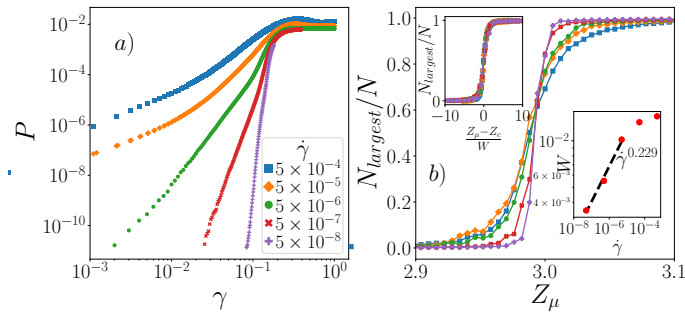 a)
P
10⁻²
10⁻⁴
10⁻⁶
10⁻⁸
10⁻¹⁰
10⁻³ 10⁻² 10⁻¹ 10⁰
γ
γ̇
5 × 10⁻⁴
5 × 10⁻⁵
5 × 10⁻⁶
5 × 10⁻⁷
5 × 10⁻⁸
b)
N_largest/N
1.0
0.8
0.6
0.4
0.2
0.0
2.9 3.0 3.1
Z_μ
N_largest/N
1
0
−10 0 10
Z_μ−Z_c
W
W
10⁻²
6 × 10⁻³
4 × 10⁻³
γ̇^0.229
10⁻⁸ 10⁻⁶ 10⁻⁴
γ̇